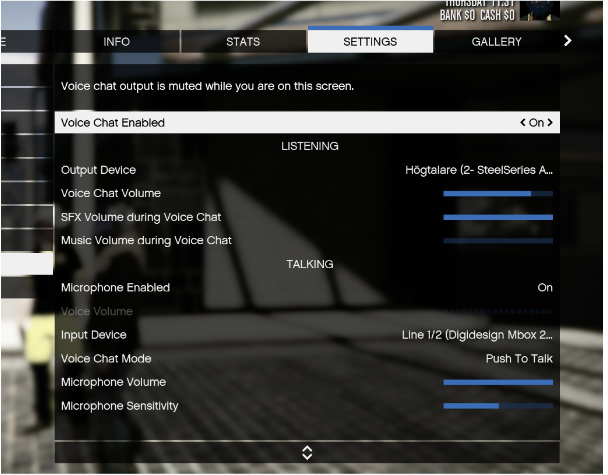 THURSDAY 11:51
BANK $0 CASH $0
E INFO STATS SETTINGS GALLERY
Voice chat output is muted while you are on this screen.
Voice Chat Enabled On
LISTENING
Output Device Högtalare (2- SteelSeries A...
Voice Chat Volume
SFX Volume during Voice Chat
Music Volume during Voice Chat
TALKING
Microphone Enabled On
Voice Volume
Input Device Line 1/2 (Digidesign Mbox 2...
Voice Chat Mode Push To Talk
Microphone Volume
Microphone Sensitivity